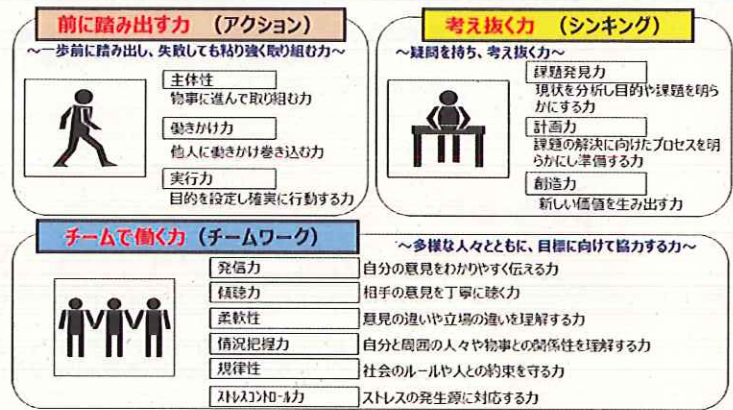 前に踏み出す力 (アクション)
～一歩前に踏み出し、失敗しても粘り強く取り組む力～
主体性
物事に進んで取り組む力
働きかけ力
他人に働きかけ巻き込む力
実行力
目的を設定し確実に行動する力
考え抜く力 (シンキング)
～疑問を持ち、考え抜く力～
課題発見力
現状を分析し目的や課題を明ら
かにする力
計画力
課題の解決に向けたプロセスを明
らかにし準備する力
創造力
新しい価値を生み出す力
チームで働く力 (チームワーク)
～多様な人々とともに、目標に向けて協力する力～
発信力
自分の意見をわかりやすく伝える力
傾聴力
相手の意見を丁寧に聴く力
柔軟性
意見の違いや立場の違いを理解する力
情況把握力
自分と周囲の人々や物事との関係性を理解する力
規律性
社会のルールや人との約束を守る力
ストレスコントロール力
ストレスの発生源に対応する力